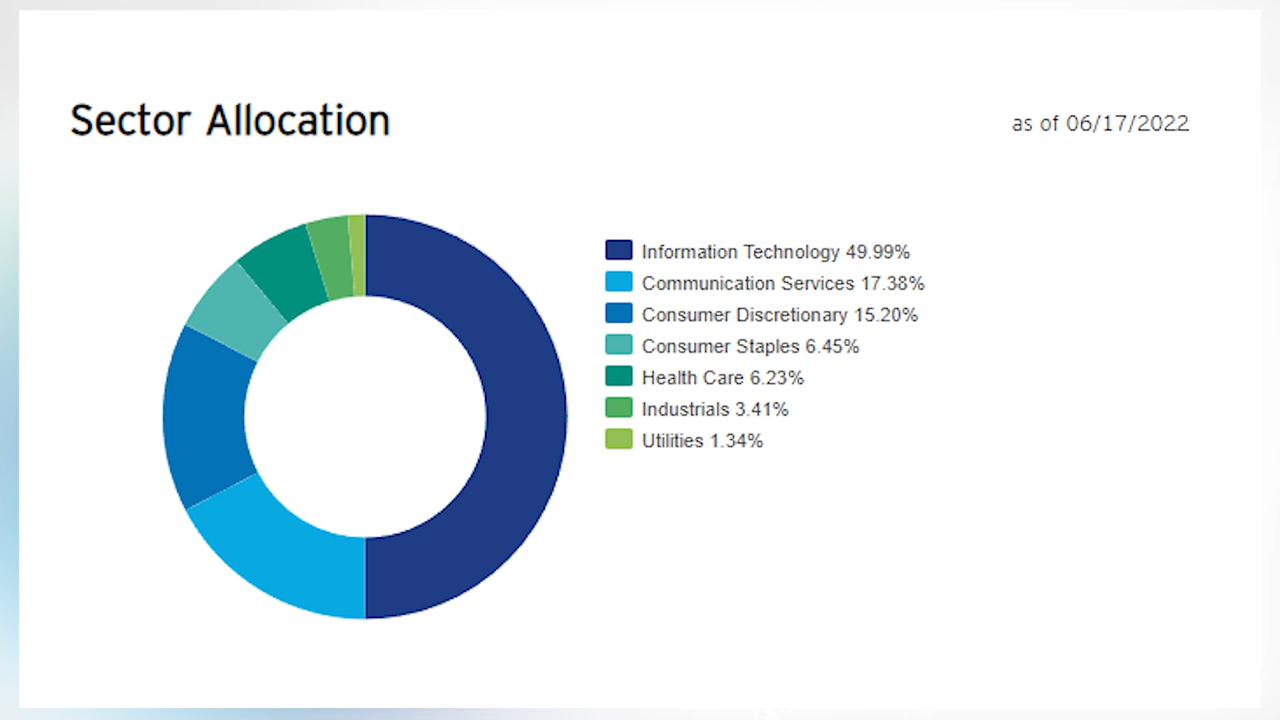 Sector Allocation
as of 06/17/2022
Information Technology 49.99%
Communication Services 17.38%
Consumer Discretionary 15.20%
Consumer Staples 6.45%
Health Care 6.23%
Industrials 3.41%
Utilities 1.34%